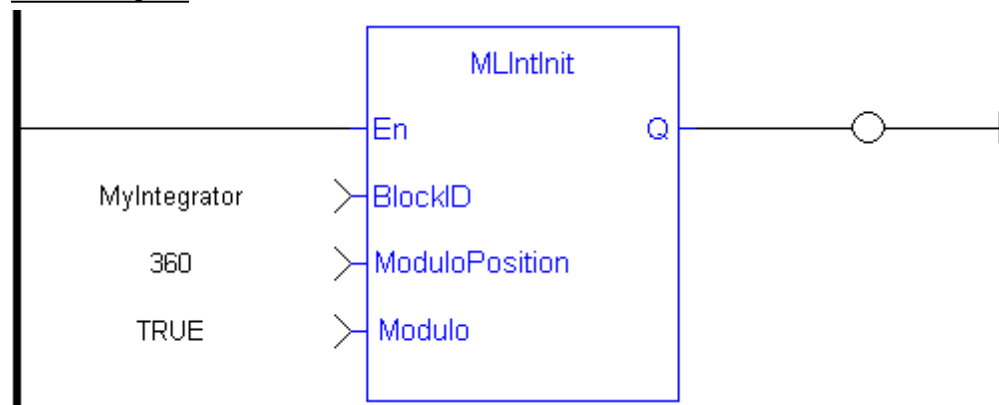 MLIntInit
En Q
MyIntegrator BlockID
360 ModuloPosition
TRUE Modulo